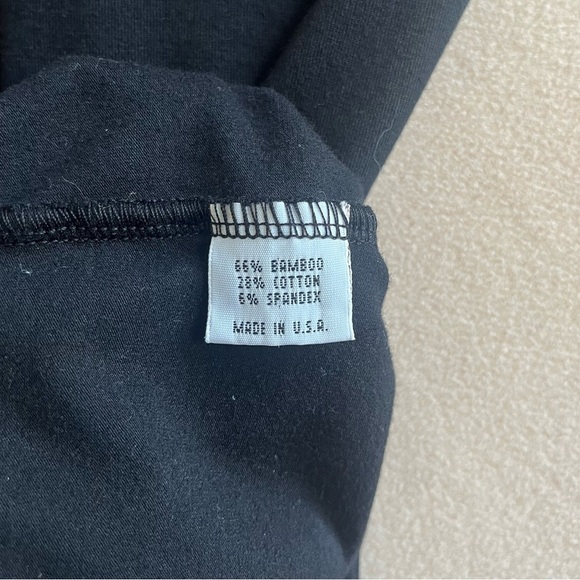 66% BAMBOO
28% COTTON
6% SPANDEX
MADE IN U.S.A.